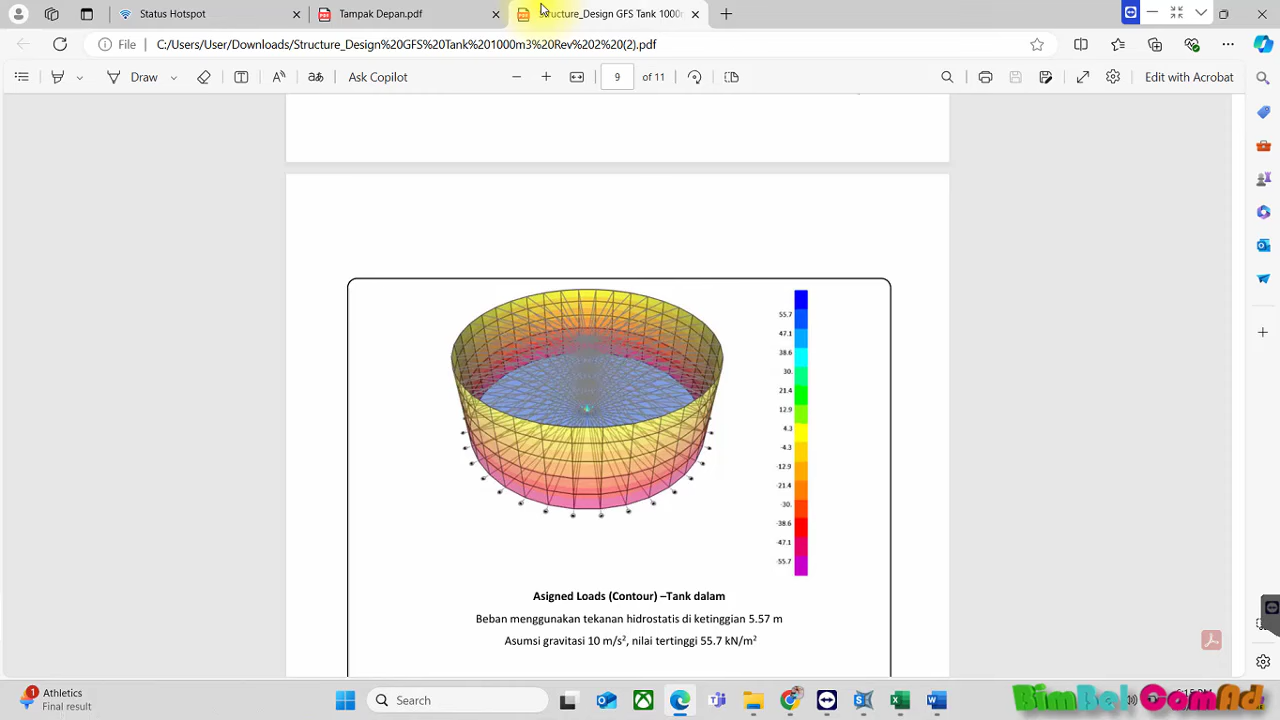 Status Hotspot
Tampak Depan.pdf
Structure_Design GFS Tank 1000m
File
C:/Users/User/Downloads/Structure_Design%20GFS%20Tank%201000m3%20Rev%202%20(2).pdf
Draw
Ask Copilot
9 of 11
Edit with Acrobat
55.7
47.1
38.6
30.
21.4
12.9
4.3
-4.3
-12.9
-21.4
-30.
-38.6
-47.1
-55.7
Asigned Loads (Contour) –Tank dalam
Beban menggunakan tekanan hidrostatis di ketinggian 5.57 m
Asumsi gravitasi 10 m/s², nilai tertinggi 55.7 kN/m²
1
Athletics
Final result
Search
BimBel ComAd